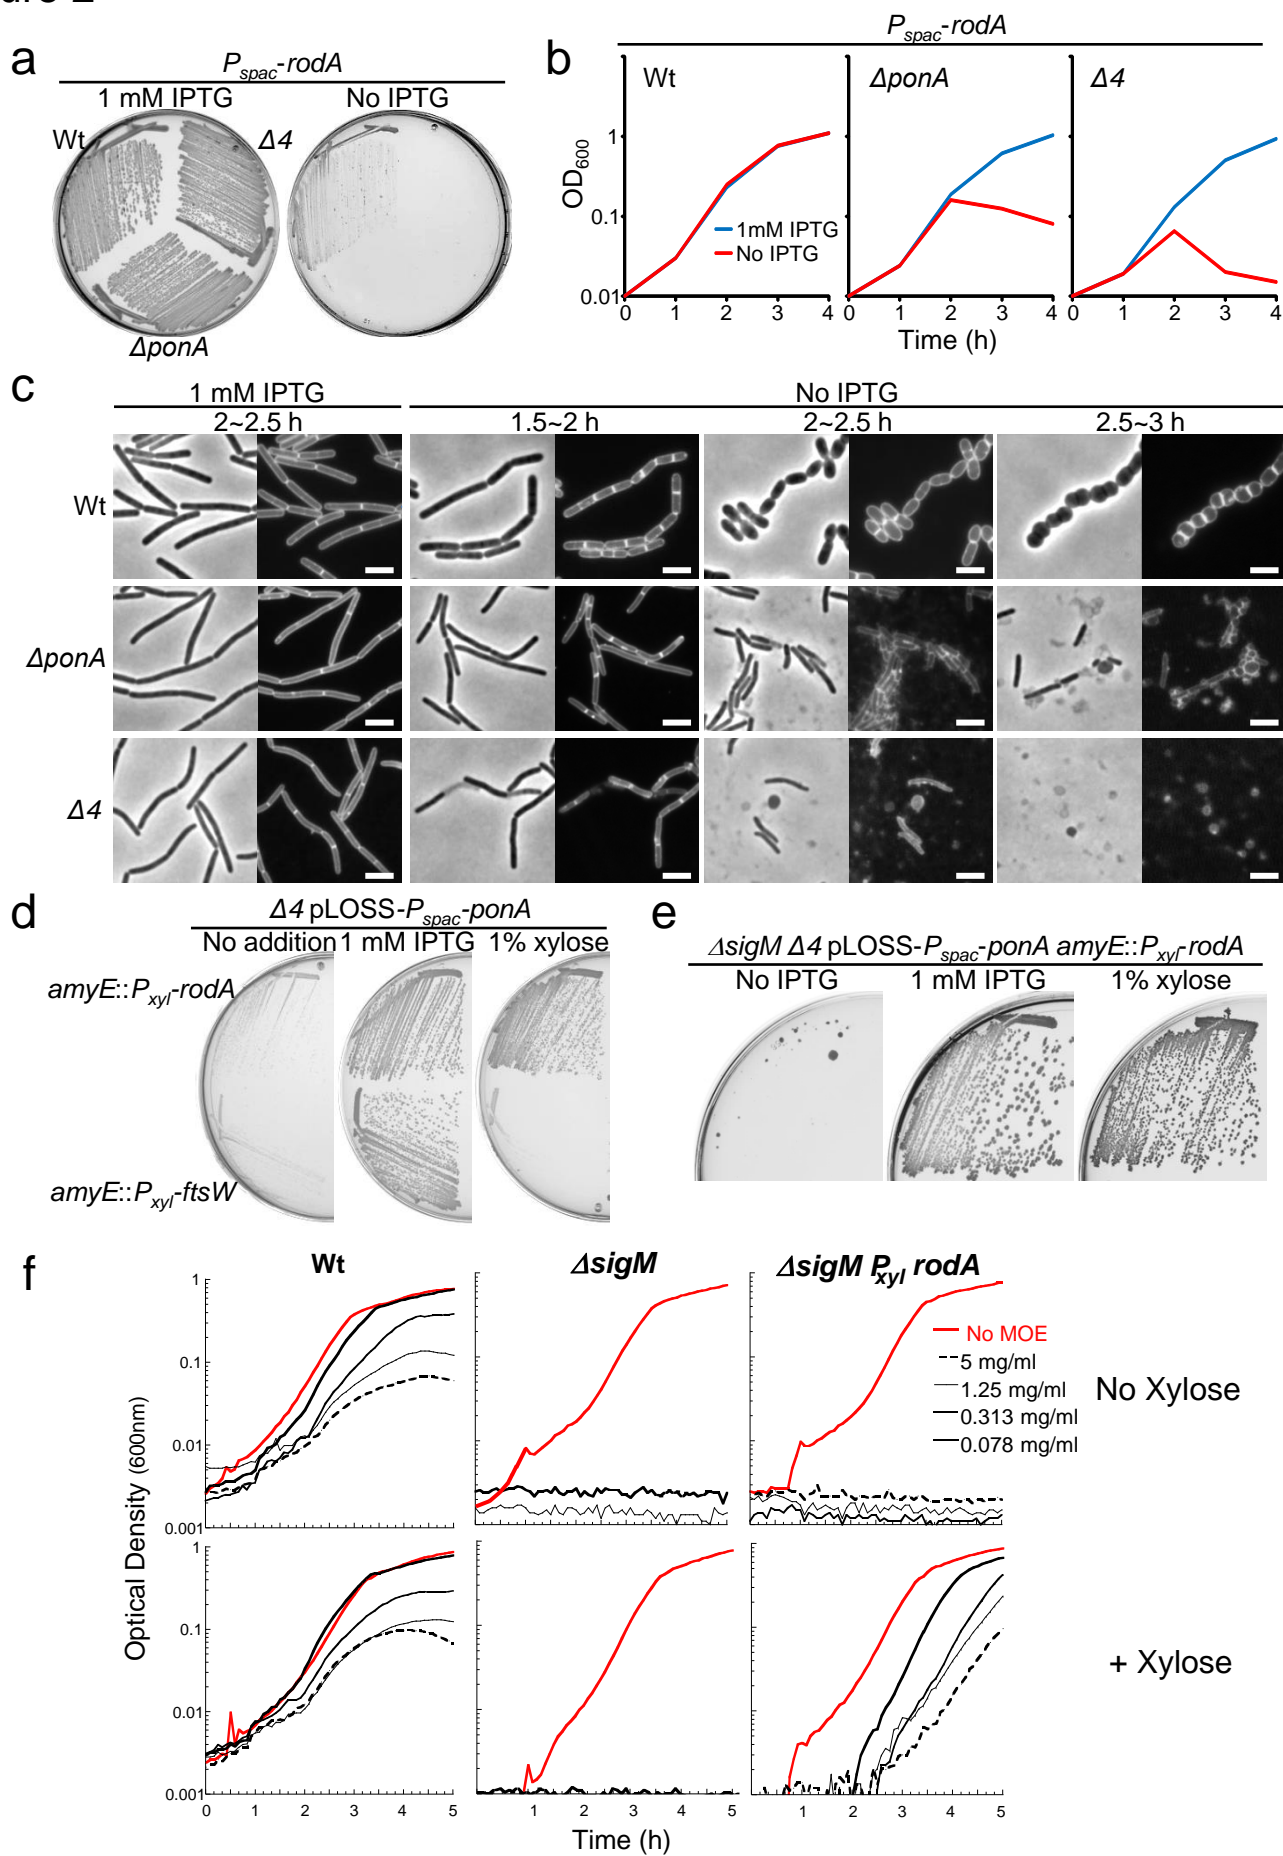 a
P_spac-rodA
1 mM IPTG No IPTG
Wt Δ4
ΔponA
b
P_spac-rodA
Wt ΔponA Δ4
OD600
1
0.1
0.01
1mM IPTG
No IPTG
0 1 2 3 4 0 1 2 3 4 0 1 2 3 4
Time (h)
c
1 mM IPTG No IPTG
2~2.5 h 1.5~2 h 2~2.5 h 2.5~3 h
Wt
ΔponA
Δ4
d
Δ4 pLOSS-P_spac-ponA
No addition 1 mM IPTG 1% xylose
amyE::P_xyl-rodA
amyE::P_xyl-ftsW
e
ΔsigM Δ4 pLOSS-P_spac-ponA amyE::P_xyl-rodA
No IPTG 1 mM IPTG 1% xylose
f
Wt ΔsigM ΔsigM P_xyl rodA
1
0.1
0.01
0.001
No MOE
5 mg/ml
1.25 mg/ml
0.313 mg/ml
0.078 mg/ml
No Xylose
Optical Density (600nm)
1
0.1
0.01
0.001
+ Xylose
0 1 2 3 4 5 1 2 3 4 5 1 2 3 4 5
Time (h)